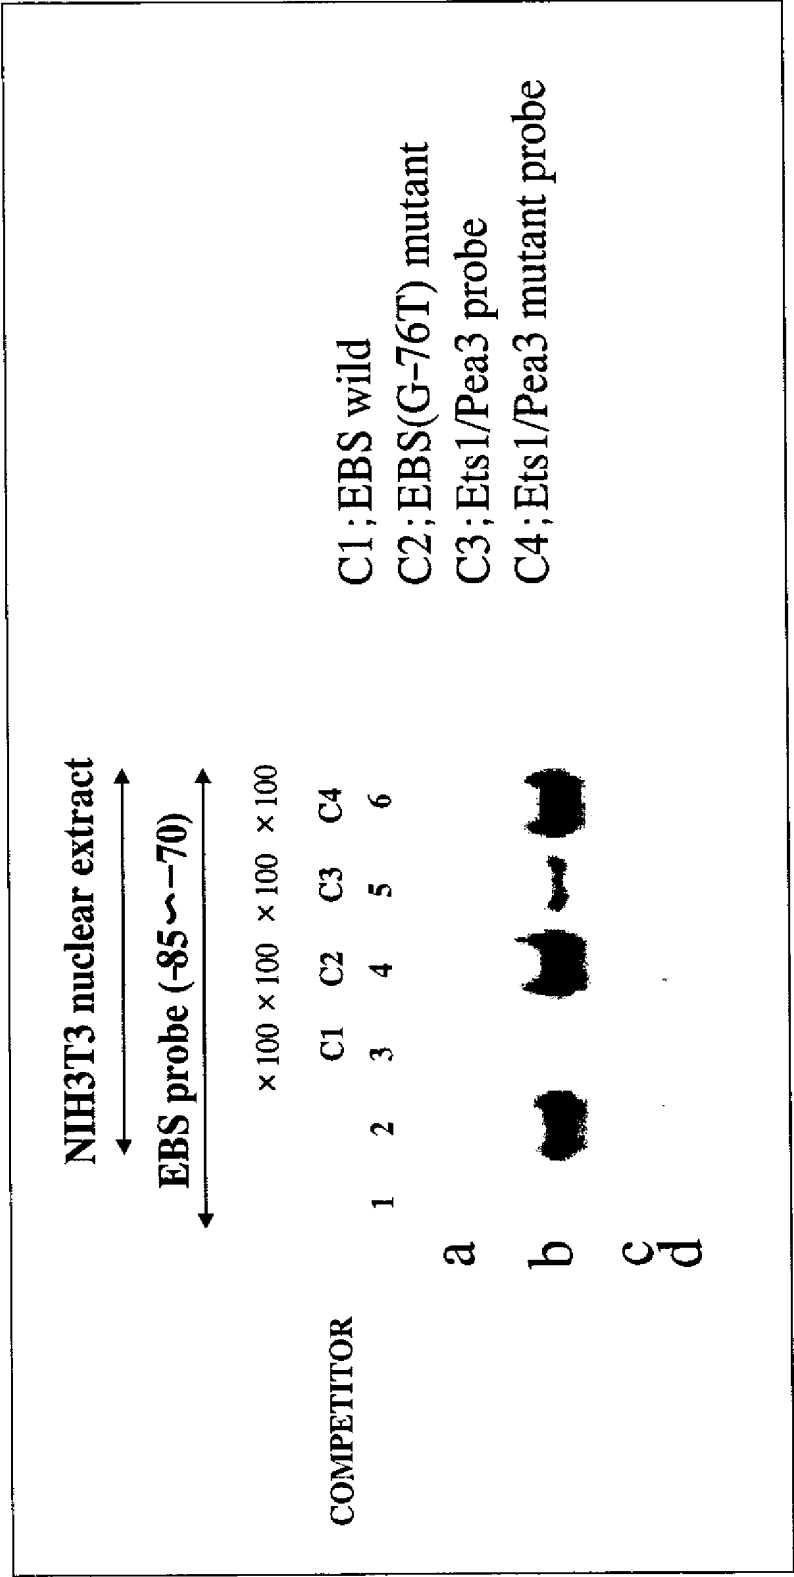 NIH3T3 nuclear extract
EBS probe (-85∽-70)
×100 ×100 ×100 ×100
COMPETITOR C1 C2 C3 C4
1 2 3 4 5 6
a
b
c
d
C1;EBS wild
C2;EBS(G-76T) mutant
C3;Ets1/Pea3 probe
C4;Ets1/Pea3 mutant probe